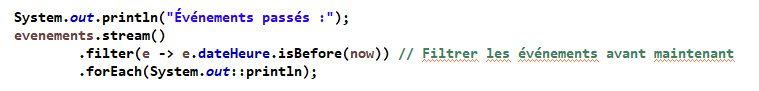 System.out.println("Événements passés :");
evenements.stream()
.filter(e -> e.dateHeure.isBefore(now)) // Filtrer les événements avant maintenant
.forEach(System.out::println);